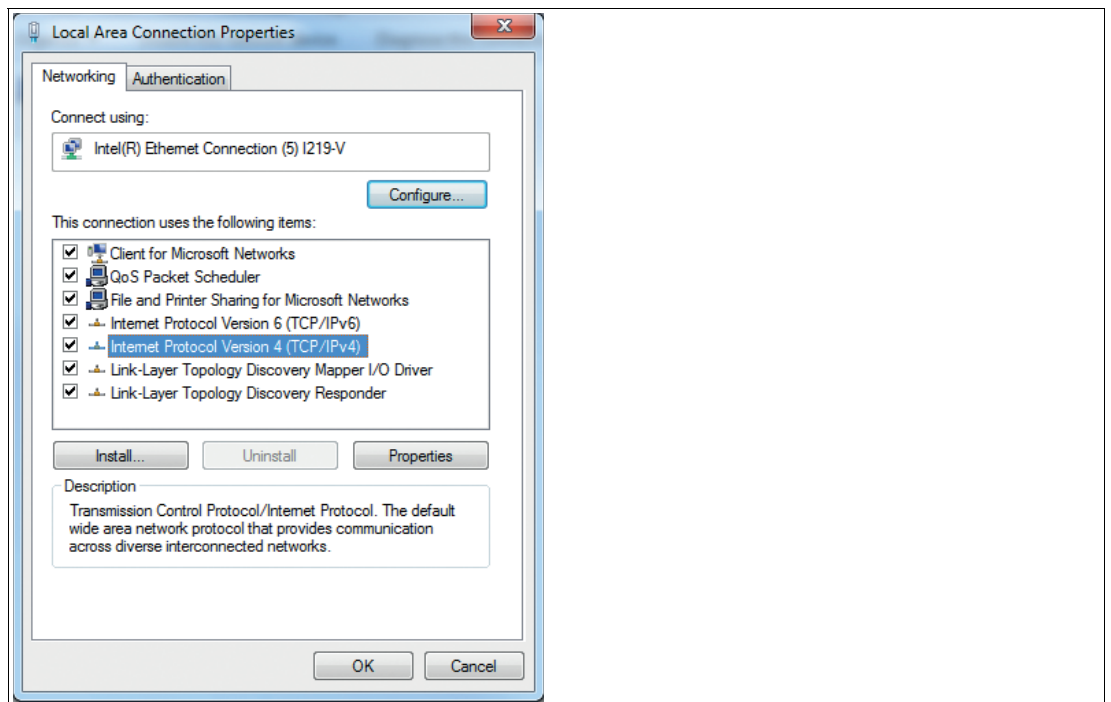 Local Area Connection Properties
Networking
Authentication
Connect using:
Intel(R) Ethernet Connection (5) I219-V
Configure...
This connection uses the following items:
Client for Microsoft Networks
QoS Packet Scheduler
File and Printer Sharing for Microsoft Networks
Internet Protocol Version 6 (TCP/IPv6)
Internet Protocol Version 4 (TCP/IPv4)
Link-Layer Topology Discovery Mapper I/O Driver
Link-Layer Topology Discovery Responder
Install...
Uninstall
Properties
Description
Transmission Control Protocol/Internet Protocol. The default
wide area network protocol that provides communication
across diverse interconnected networks.
OK
Cancel